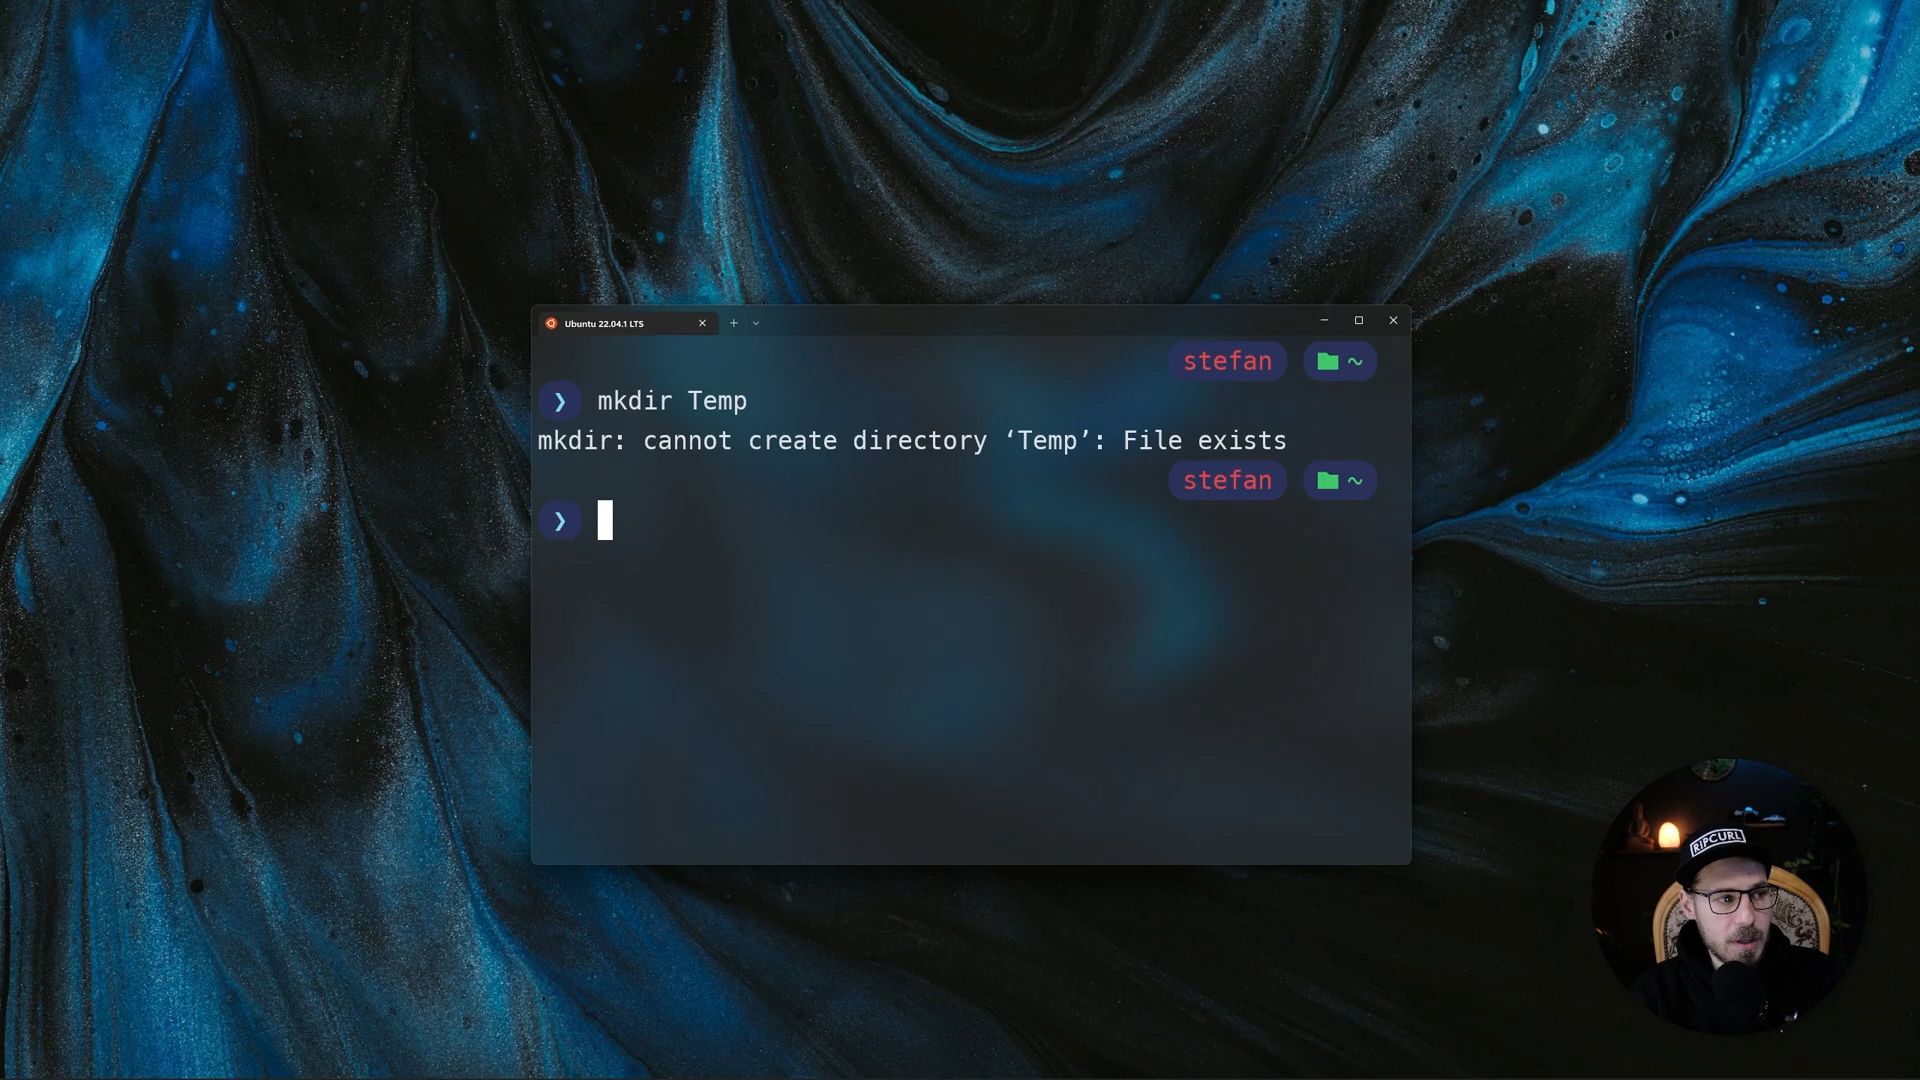 Ubuntu 22.04.1 LTS
stefan ~
❯ mkdir Temp
mkdir: cannot create directory ‘Temp’: File exists
stefan ~
❯
RIPCURL